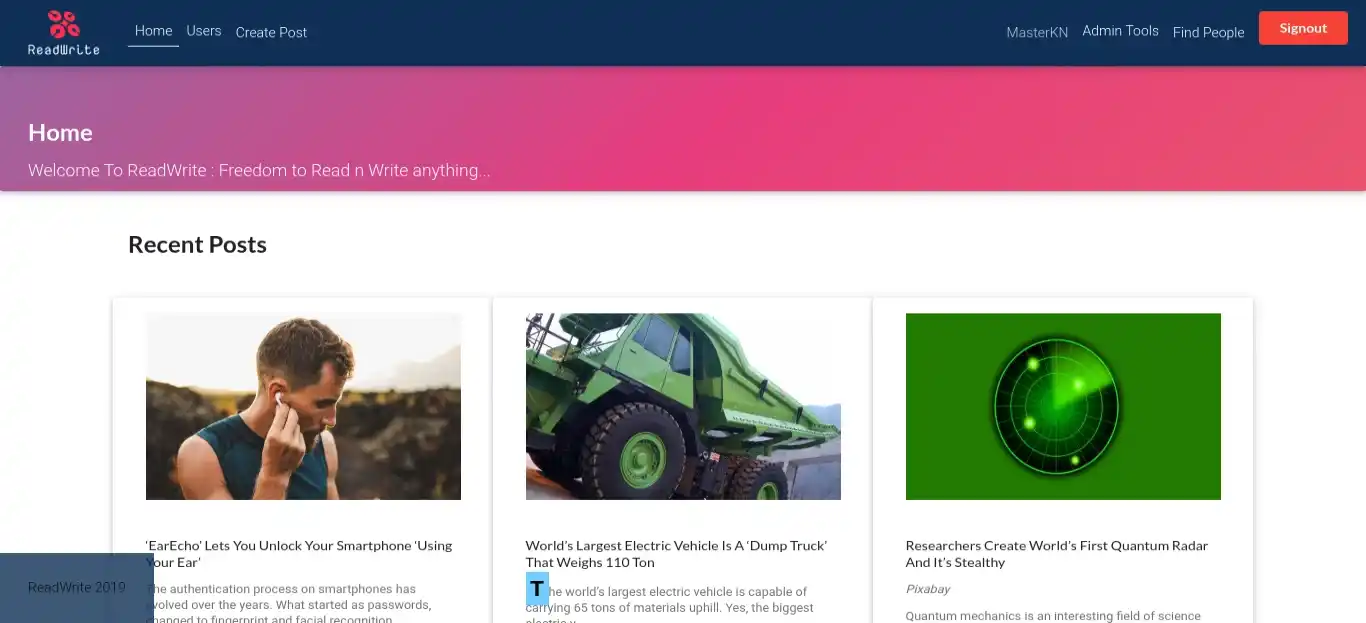 ReadWrite
Home
Users
Create Post
MasterKN
Admin Tools
Find People
Signout
Home
Welcome To ReadWrite : Freedom to Read n Write anything...
Recent Posts
‘EarEcho’ Lets You Unlock Your Smartphone ‘Using
Your Ear’
The authentication process on smartphones has
evolved over the years. What started as passwords,
changed to fingerprint and facial recognition
World’s Largest Electric Vehicle Is A ‘Dump Truck’
That Weighs 110 Ton
T he world’s largest electric vehicle is capable of
carrying 65 tons of materials uphill. Yes, the biggest
Researchers Create World’s First Quantum Radar
And It’s Stealthy
Pixabay
Quantum mechanics is an interesting field of science
ReadWrite 2019